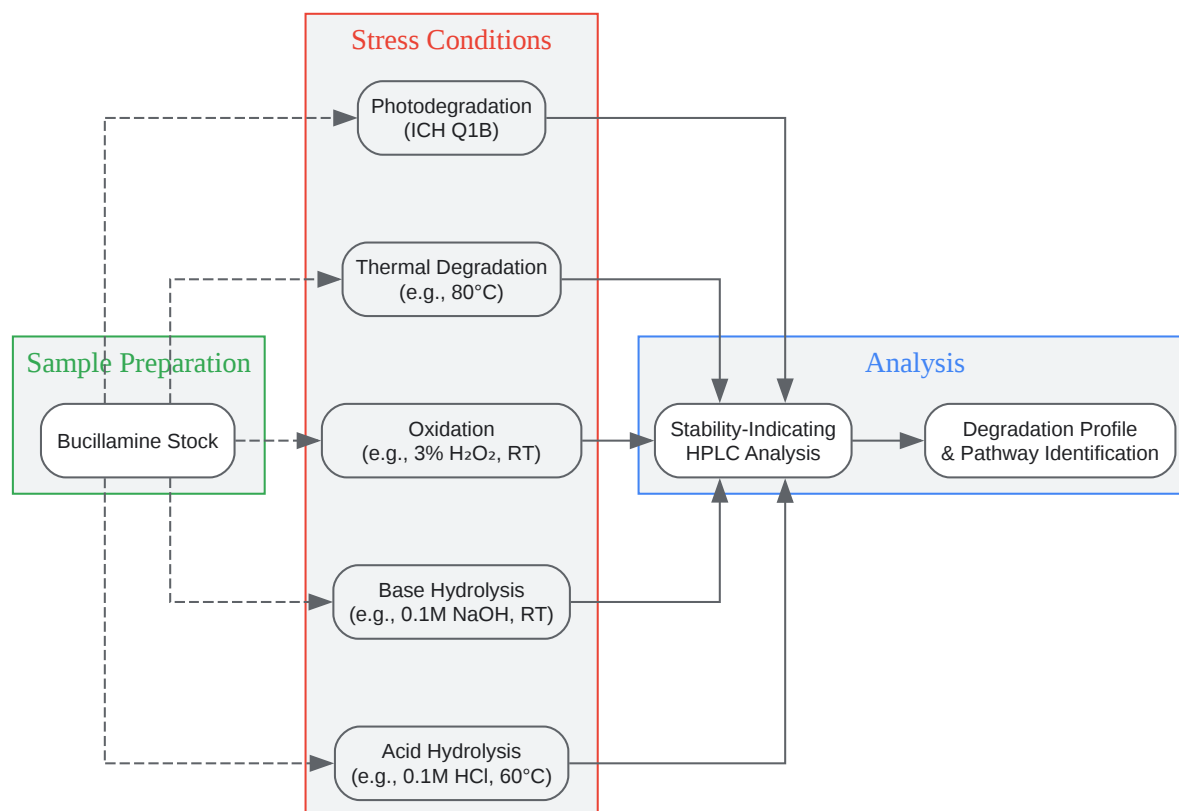 Stress Conditions
Photodegradation
(ICH Q1B)
Thermal Degradation
(e.g., 80°C)
Sample Preparation
Bucillamine Stock
Oxidation
(e.g., 3% H₂O₂, RT)
Analysis
Stability-Indicating
HPLC Analysis
Degradation Profile
& Pathway Identification
Base Hydrolysis
(e.g., 0.1M NaOH, RT)
Acid Hydrolysis
(e.g., 0.1M HCl, 60°C)